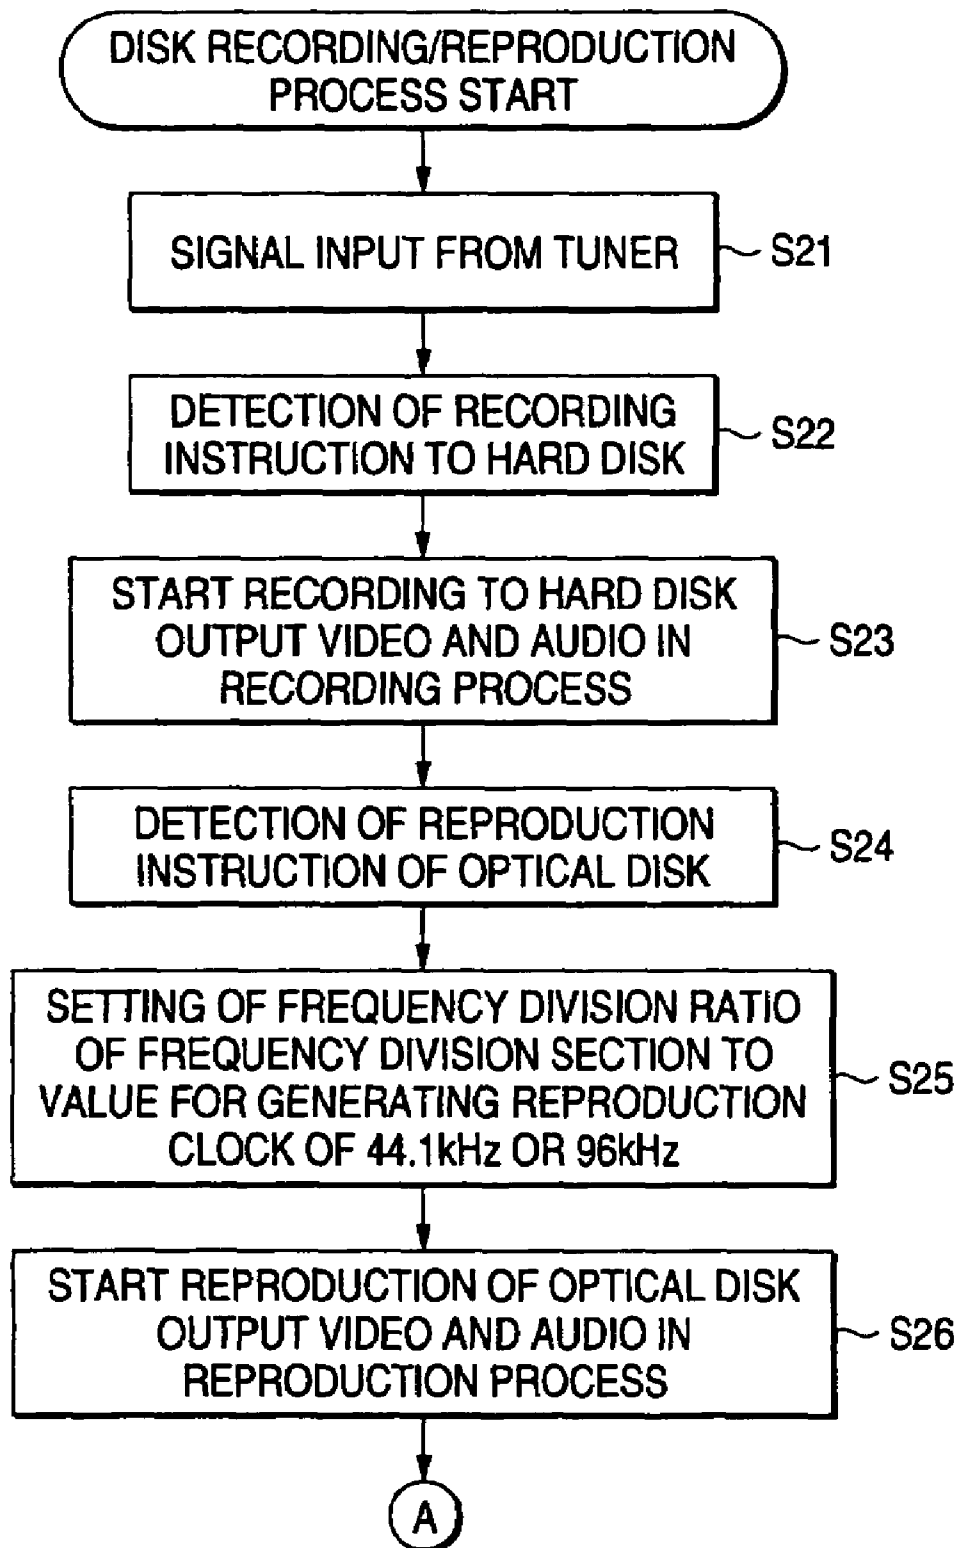 DISK RECORDING/REPRODUCTION
PROCESS START
SIGNAL INPUT FROM TUNER
S21
DETECTION OF RECORDING
INSTRUCTION TO HARD DISK
S22
START RECORDING TO HARD DISK
OUTPUT VIDEO AND AUDIO IN
RECORDING PROCESS
S23
DETECTION OF REPRODUCTION
INSTRUCTION OF OPTICAL DISK
S24
SETTING OF FREQUENCY DIVISION RATIO
OF FREQUENCY DIVISION SECTION TO
VALUE FOR GENERATING REPRODUCTION
CLOCK OF 44.1kHz OR 96kHz
S25
START REPRODUCTION OF OPTICAL DISK
OUTPUT VIDEO AND AUDIO IN
REPRODUCTION PROCESS
S26
A